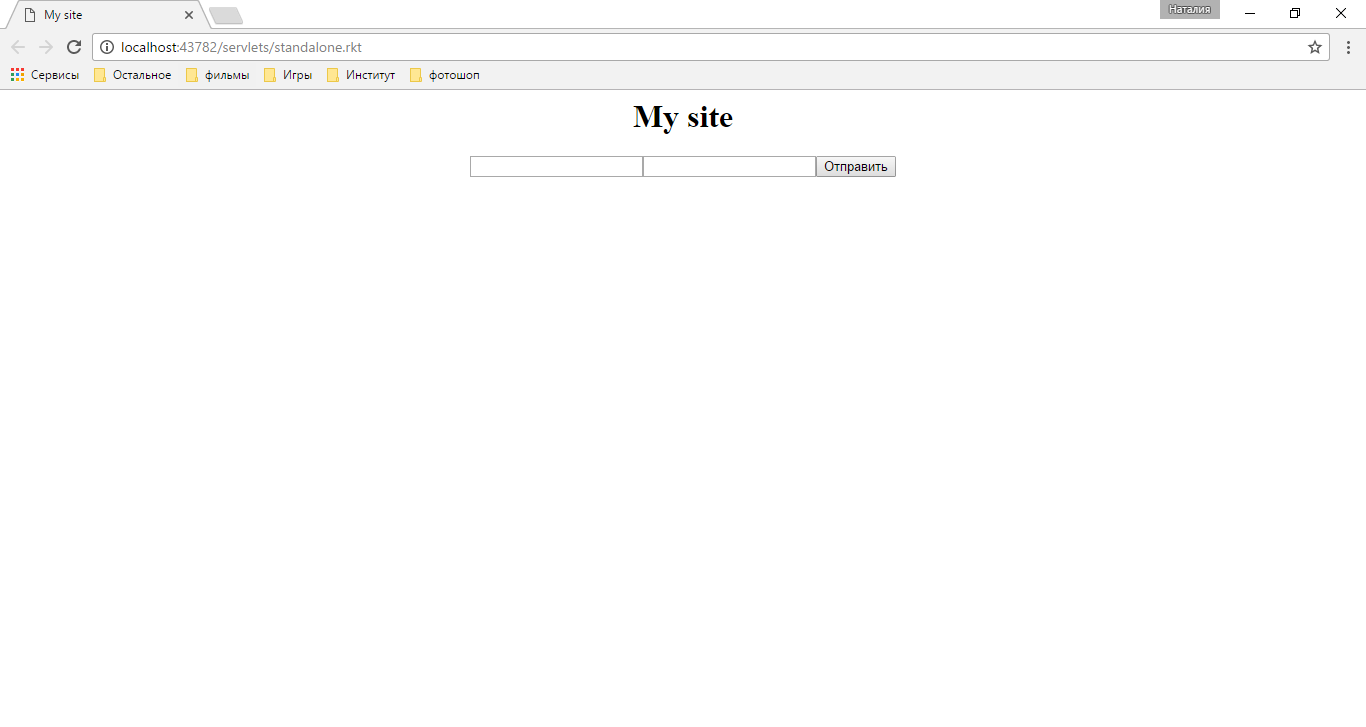 My site
Наталия
localhost:43782/servlets/standalone.rkt
Сервисы Остальное фильмы Игры Институт фотошоп
My site
Отправить